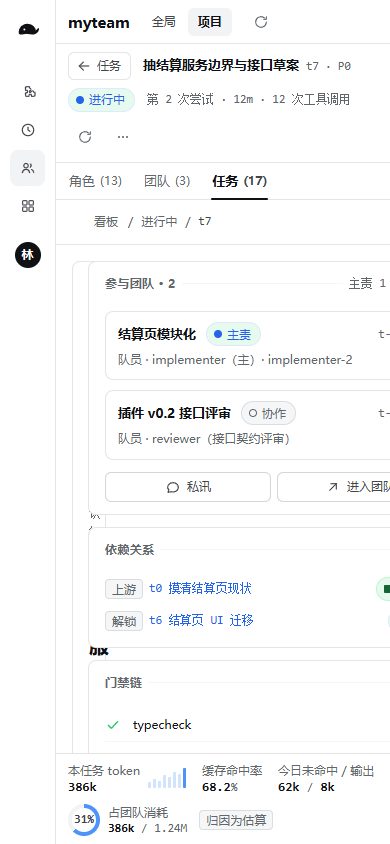 myteam 全局 项目
← 任务 抽结算服务边界与接口草案 t7 · P0
进行中 第 2 次尝试 · 12m · 12 次工具调用
···
角色 (13) 团队 (3) 任务 (17)
林
看板 / 进行中 / t7
参与团队 · 2 主责 1
结算页模块化 主责 t-
队员 · implementer（主）· implementer-2
插件 v0.2 接口评审 协作 t-
队员 · reviewer（接口契约评审）
私讯 进入团队
依赖关系
上游 t0 摸清结算页现状
解锁 t6 结算页 UI 迁移
服
门禁链
typecheck
本任务 token 缓存命中率 今日未命中 / 输出
386k 68.2% 62k / 8k
31% 占团队消耗 归因为估算
386k / 1.24M